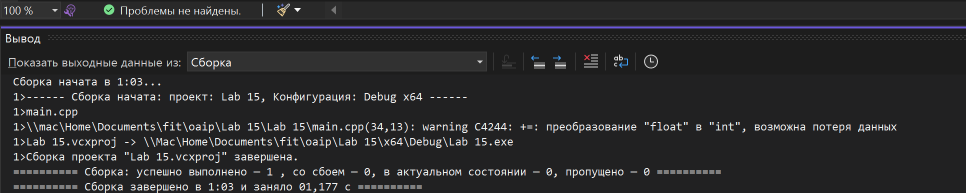 100 %
Проблемы не найдены.
Вывод
Показать выходные данные из: Сборка
Сборка начата в 1:03...
1>------ Сборка начата: проект: Lab 15, Конфигурация: Debug x64 ------
1>main.cpp
1>\\mac\Home\Documents\fit\oaip\Lab 15\Lab 15\main.cpp(34,13): warning C4244: +=: преобразование "float" в "int", возможна потеря данных
1>Lab 15.vcxproj -> \\Mac\Home\Documents\fit\oaip\Lab 15\x64\Debug\Lab 15.exe
1>Сборка проекта "Lab 15.vcxproj" завершена.
========== Сборка: успешно выполнено — 1 , со сбоем — 0, в актуальном состоянии — 0, пропущено — 0 ==========
========== Сборка завершено в 1:03 и заняло 01,177 с ==========